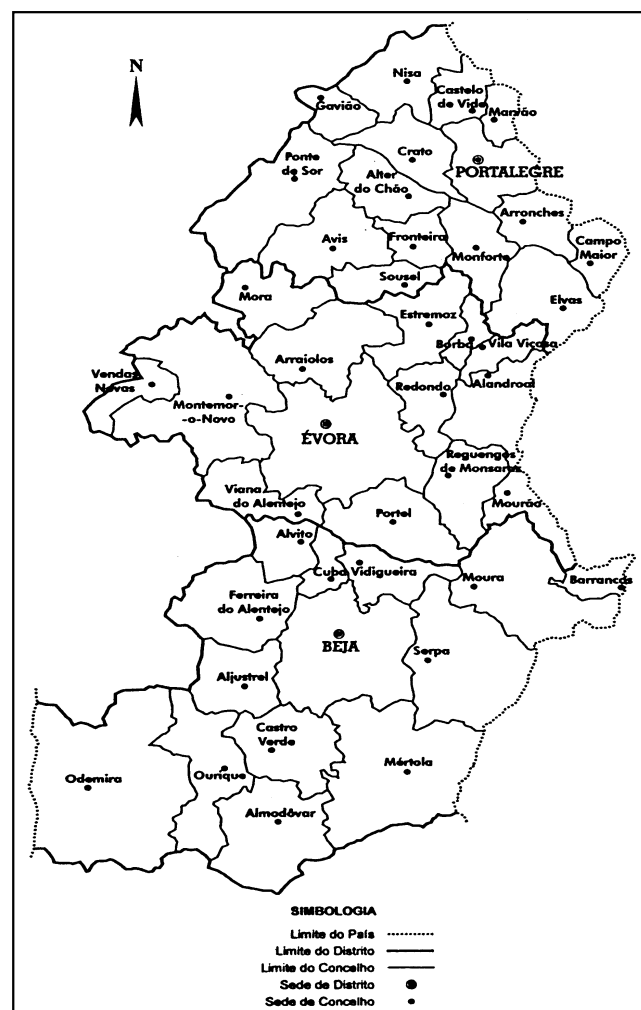 N
Nisa
Castelo
de Vide
Gavião
Marvão
Crato
Ponte
de Sor
PORTALEGRE
Alter
do Chão
Arronches
Avis
Fronteira
Monforte
Campo
Maior
Sousel
Mora
Elvas
Estremoz
Borba
Vila Viçosa
Arraiolos
Vendas
Novas
Redondo
Alandroal
Montemor-
-o-Novo
ÉVORA
Reguengos
de Monsaraz
Viana
do Alentejo
Mourão
Portel
Alvito
Cuba
Vidigueira
Moura
Barrancos
Ferreira
do Alentejo
BEJA
Serpa
Aljustrel
Castro
Verde
Ourique
Mértola
Odemira
Almodôvar
SIMBOLOGIA
Limite do País
Limite do Distrito
Limite do Concelho
Sede de Distrito
Sede de Concelho